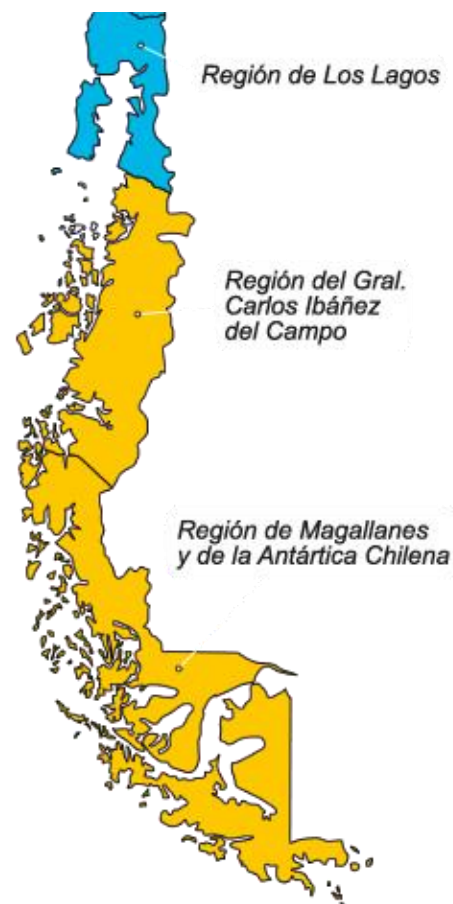 Región de Los Lagos
Región del Gral.
Carlos Ibáñez
del Campo
Región de Magallanes
y de la Antártica Chilena